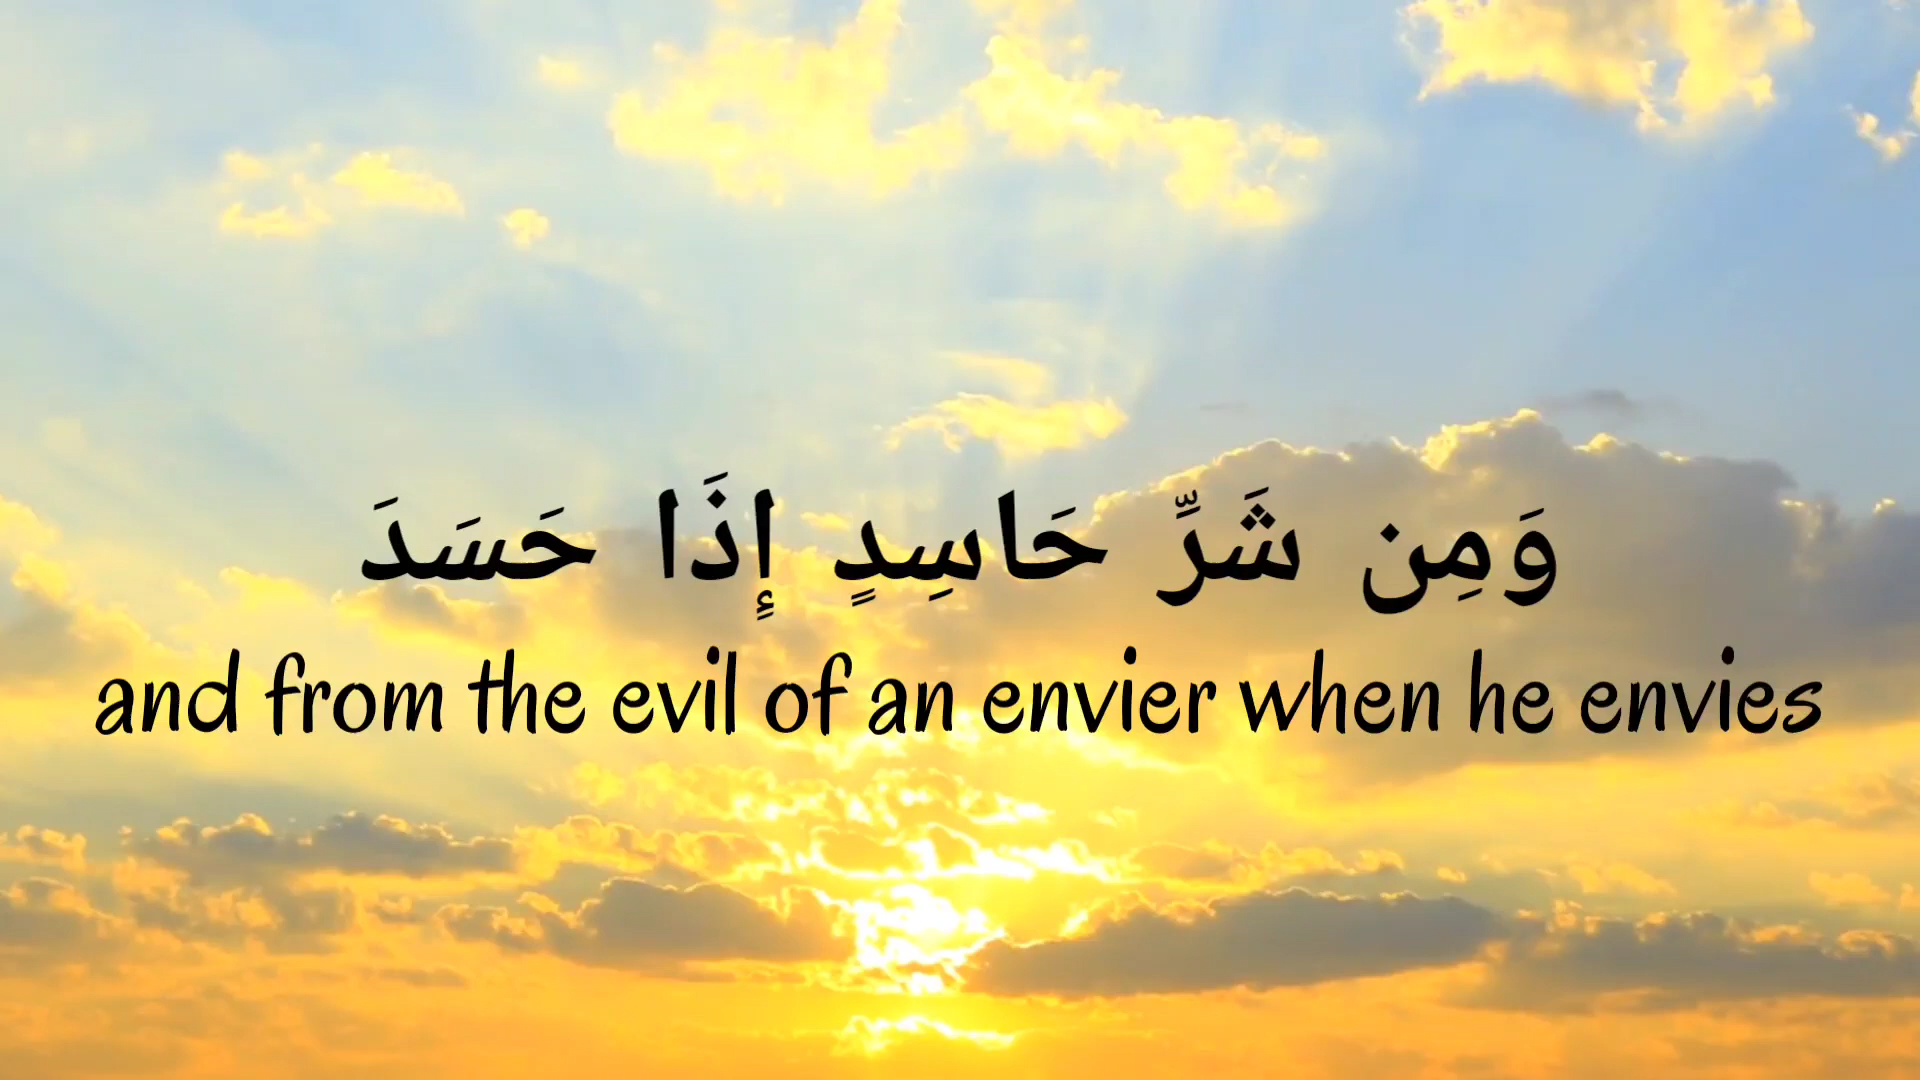 وَمِن شَرِّ حَاسِدٍ إِذَا حَسَدَ
and from the evil of an envier when he envies